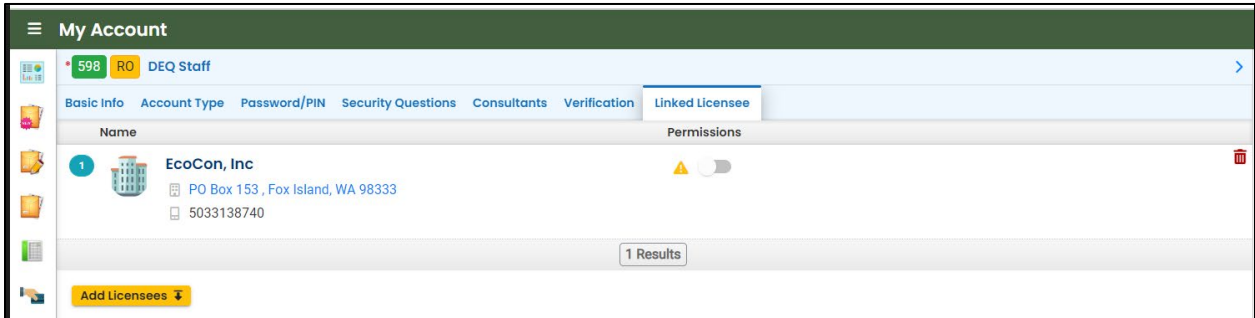 My Account
* 598 RO DEQ Staff
Basic Info Account Type Password/PIN Security Questions Consultants Verification Linked Licensee
Name Permissions
1 EcoCon, Inc
PO Box 153 , Fox Island, WA 98333
5033138740
1 Results
Add Licensees